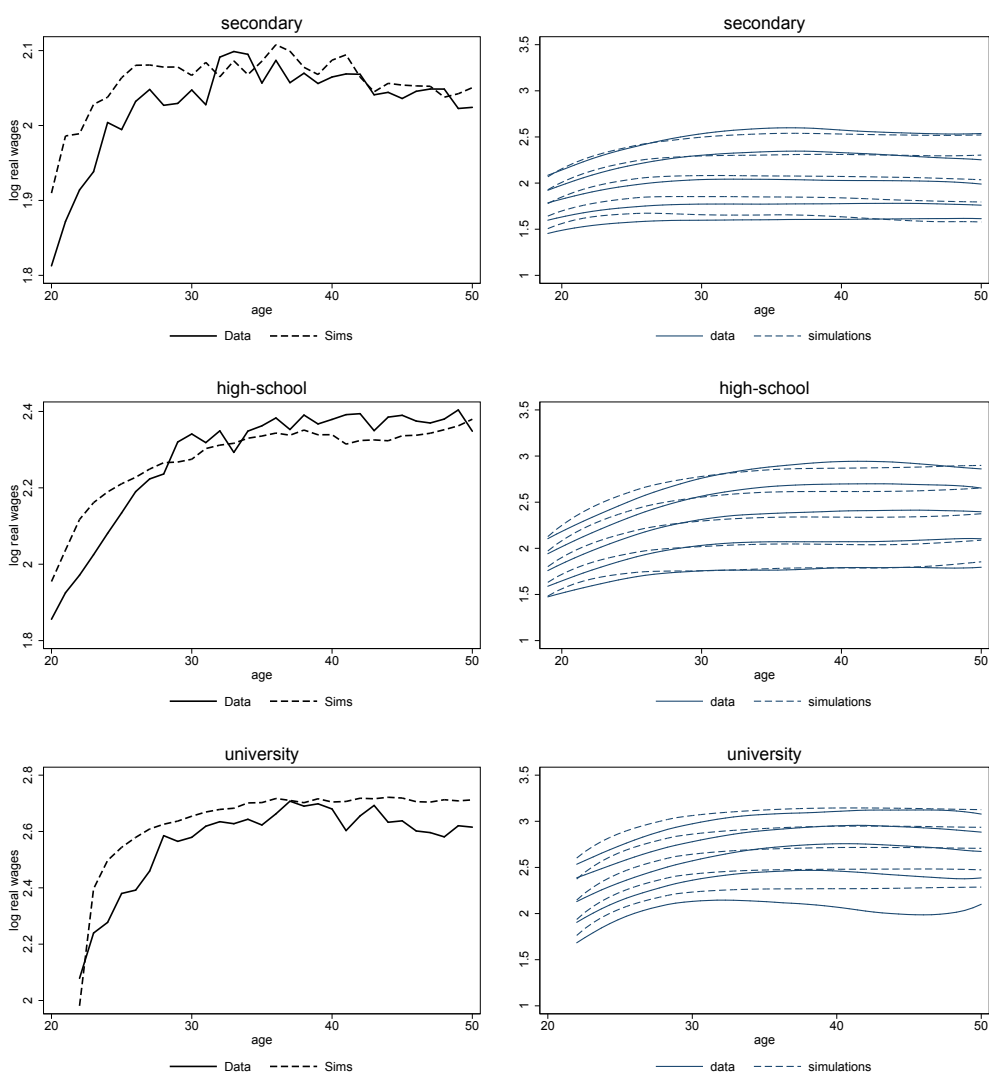 secondary
log real wages
1.8 1.9 2 2.1
20 30 40 50
age
Data Sims
secondary
1 1.5 2 2.5 3 3.5
20 30 40 50
age
data simulations
high-school
log real wages
1.8 2 2.2 2.4
20 30 40 50
age
Data Sims
high-school
1 1.5 2 2.5 3 3.5
20 30 40 50
age
data simulations
university
log real wages
2 2.2 2.4 2.6 2.8
20 30 40 50
age
Data Sims
university
1 1.5 2 2.5 3 3.5
20 30 40 50
age
data simulations